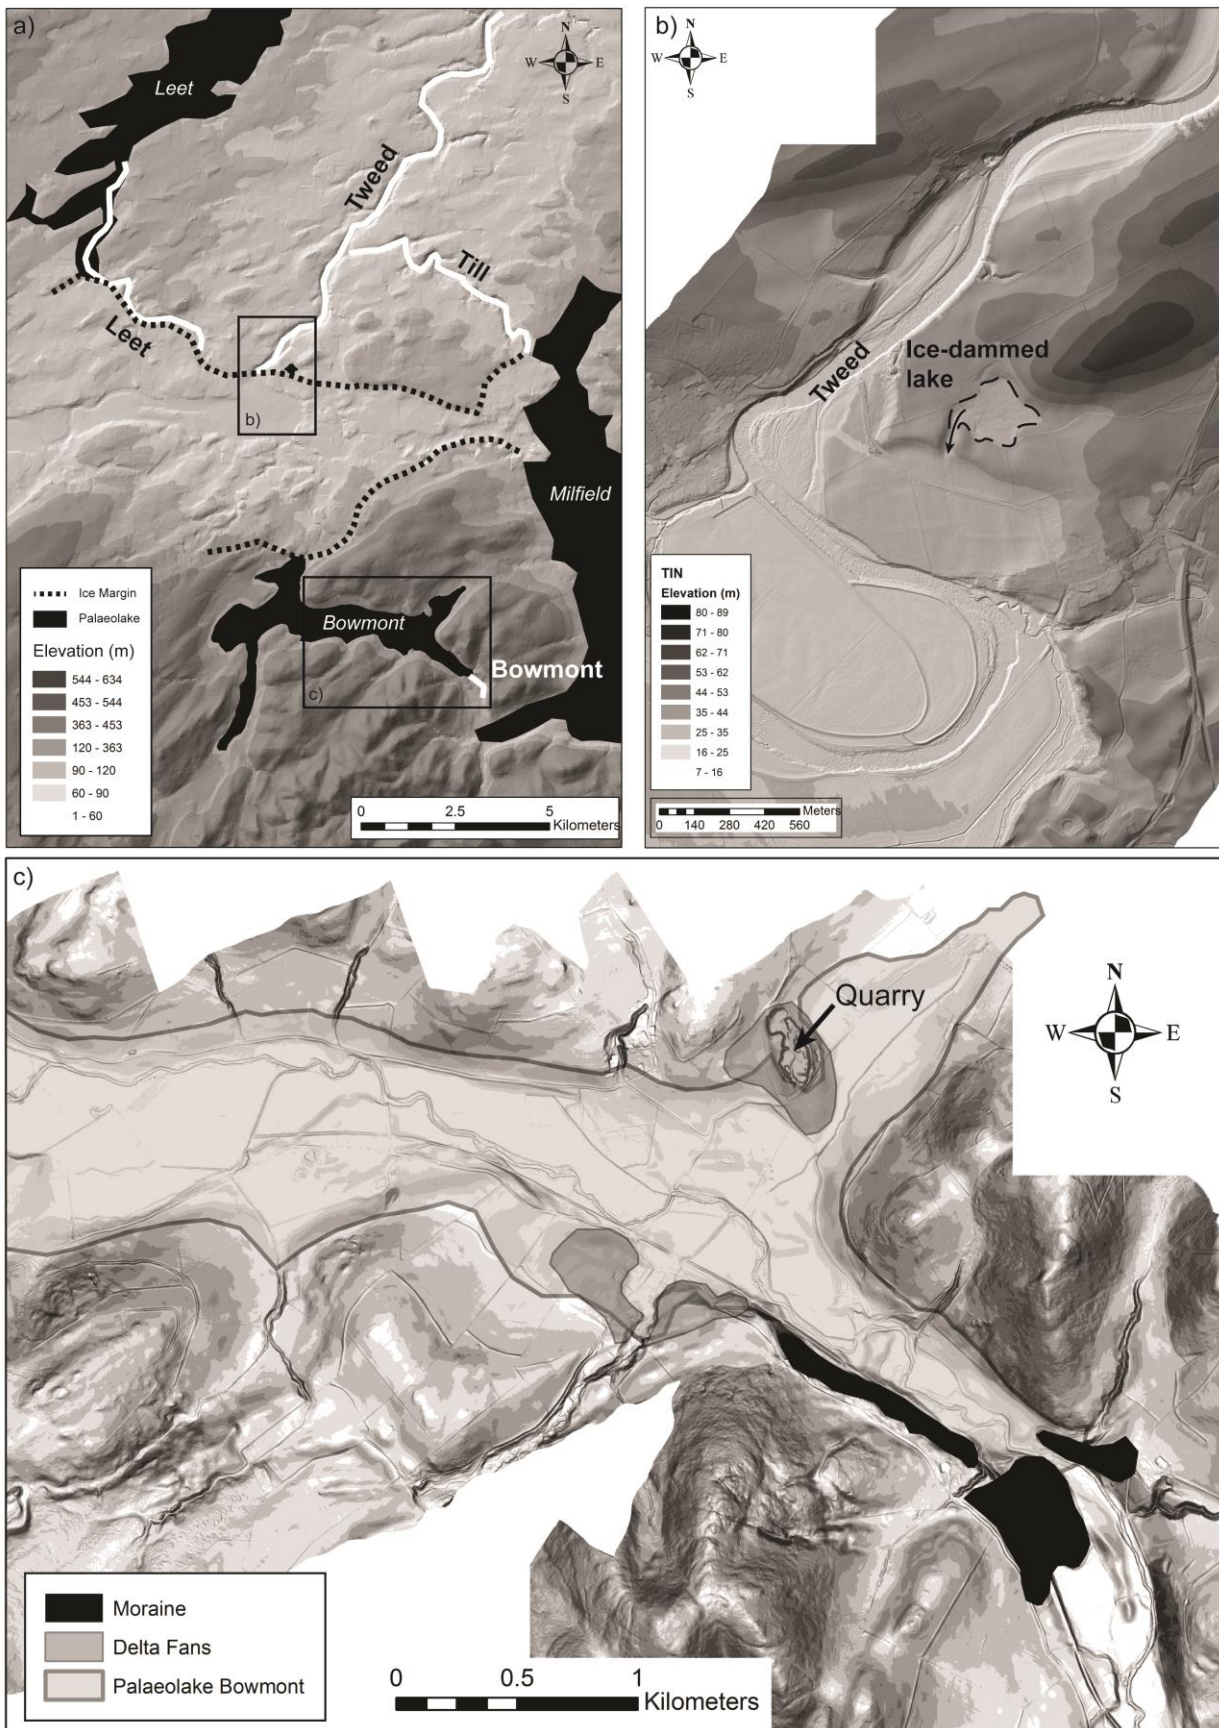 a)
N
W E
S
Leet
Tweed
Till
Leet
b)
Milfield
Bowmont
Bowmont
c)
Ice Margin
Palaeolake
Elevation (m)
544 - 634
453 - 544
363 - 453
120 - 363
90 - 120
60 - 90
1 - 60
0 2.5 5
Kilometers
b)
N
W E
S
Tweed
Ice-dammed
lake
TIN
Elevation (m)
80 - 89
71 - 80
62 - 71
53 - 62
44 - 53
35 - 44
25 - 35
16 - 25
7 - 16
Meters
0 140 280 420 560
c)
Quarry
N
W E
S
Moraine
Delta Fans
Palaeolake Bowmont
0 0.5 1
Kilometers